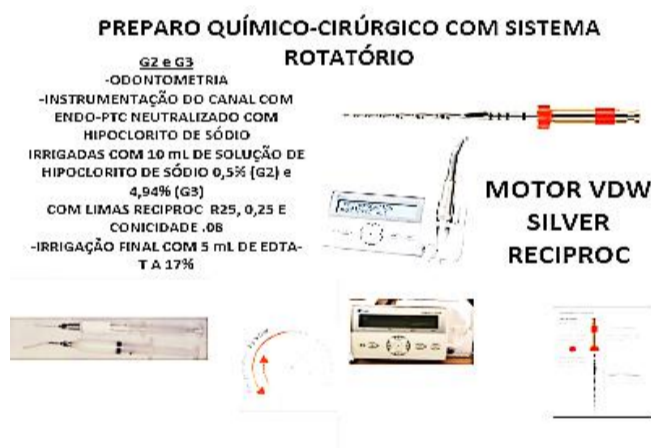 PREPARO QUÍMICO-CIRÚRGICO COM SISTEMA
ROTATÓRIO
G2 e G3
-ODONTOMETRIA
-INSTRUMENTAÇÃO DO CANAL COM
ENDO-PTC NEUTRALIZADO COM
HIPOCLORITO DE SÓDIO
IRRIGADAS COM 10 mL DE SOLUÇÃO DE
HIPOCLORITO DE SÓDIO 0,5% (G2) e
4,94% (G3)
COM LIMAS RECIPROC R25, 0,25 E
CONICIDADE .08
-IRRIGAÇÃO FINAL COM 5 mL DE EDTA-
T A 17%
MOTOR VDW
SILVER
RECIPROC